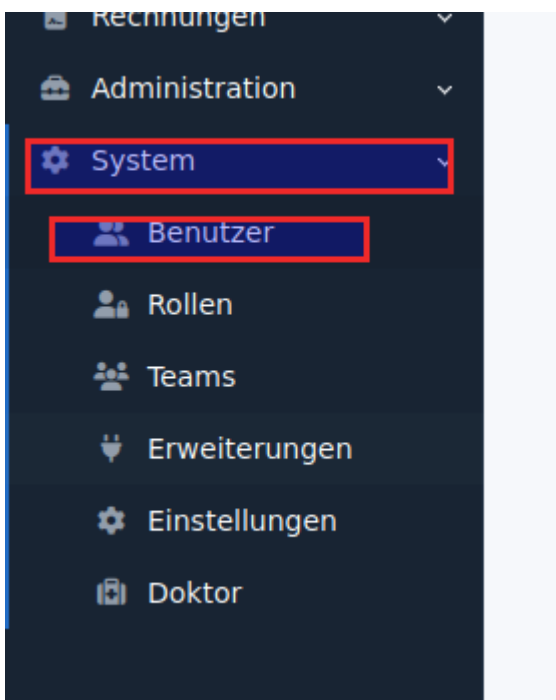 Rechnungen
Administration
System
Benutzer
Rollen
Teams
Erweiterungen
Einstellungen
Doktor